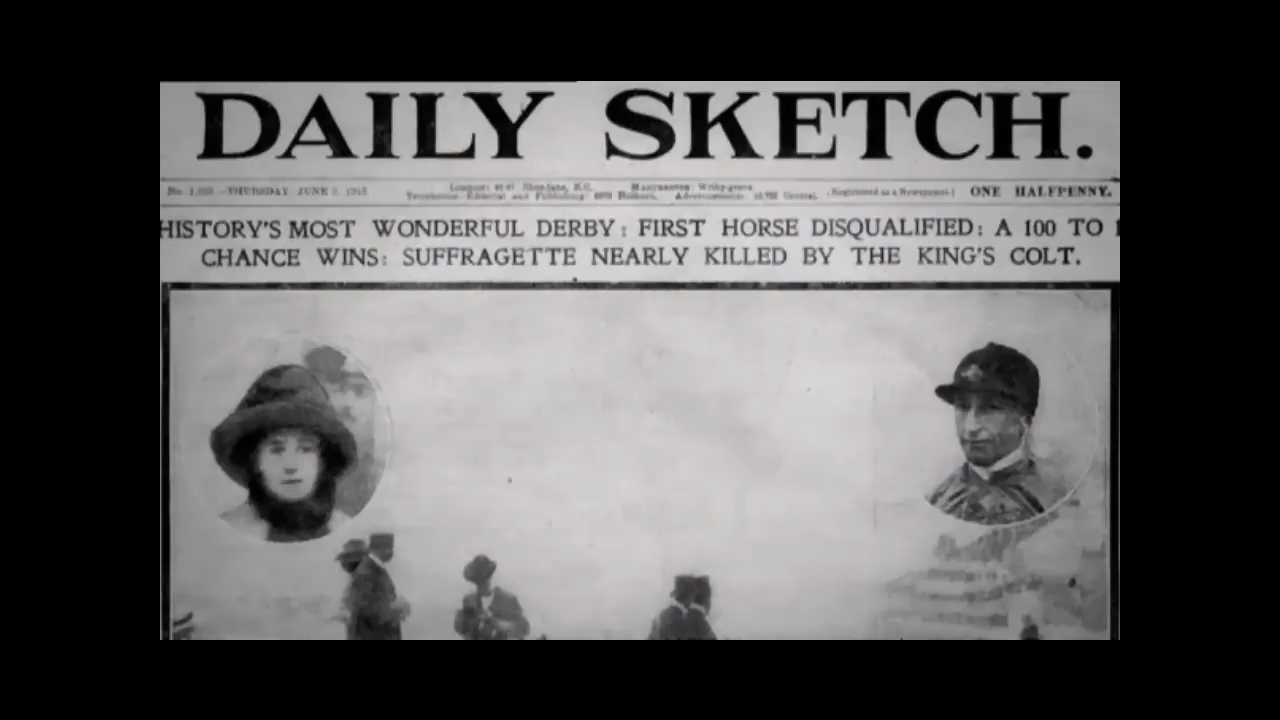 DAILY SKETCH.
THURSDAY JUNE 5, 1913
ONE HALFPENNY.
HISTORY'S MOST WONDERFUL DERBY: FIRST HORSE DISQUALIFIED: A 100 TO 1
CHANCE WINS: SUFFRAGETTE NEARLY KILLED BY THE KING'S COLT.